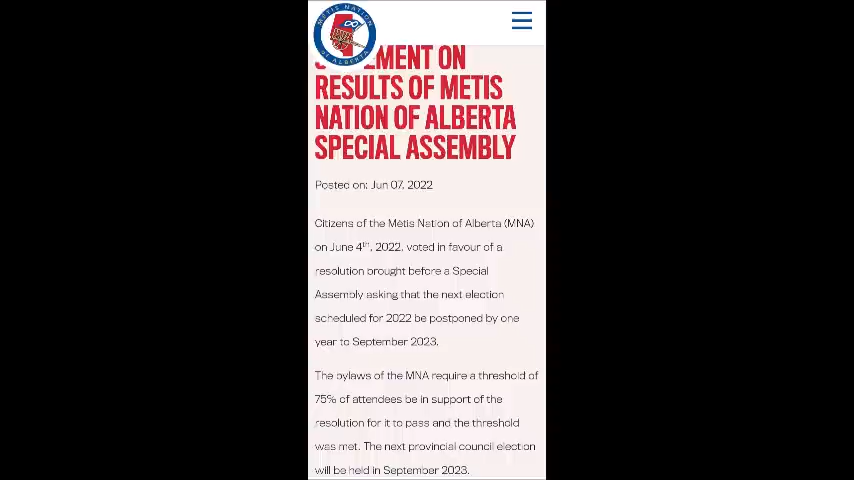 METIS NATION
OF ALBERTA
EMENT ON
RESULTS OF METIS
NATION OF ALBERTA
SPECIAL ASSEMBLY
Posted on: Jun 07, 2022
Citizens of the Métis Nation of Alberta (MNA)
on June 4th, 2022, voted in favour of a
resolution brought before a Special
Assembly asking that the next election
scheduled for 2022 be postponed by one
year to September 2023.
The bylaws of the MNA require a threshold of
75% of attendees be in support of the
resolution for it to pass and the threshold
was met. The next provincial council election
will be held in September 2023.